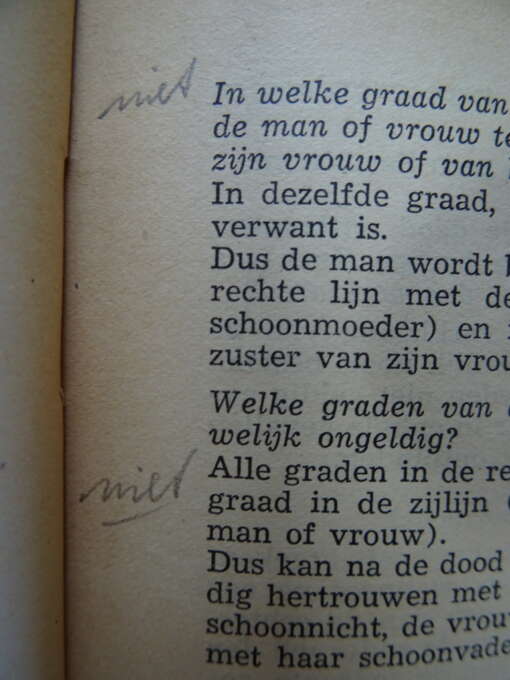 niet
In welke graad van
de man of vrouw te
zijn vrouw of van
In dezelfde graad,
verwant is.
Dus de man wordt
rechte lijn met de
schoonmoeder) en
zuster van zijn vrou
Welke graden van
welijk ongeldig?
niet
Alle graden in de re
graad in de zijlijn
man of vrouw).
Dus kan na de dood
dig hertrouwen met
schoonnicht, de vrou
met haar schoonvade